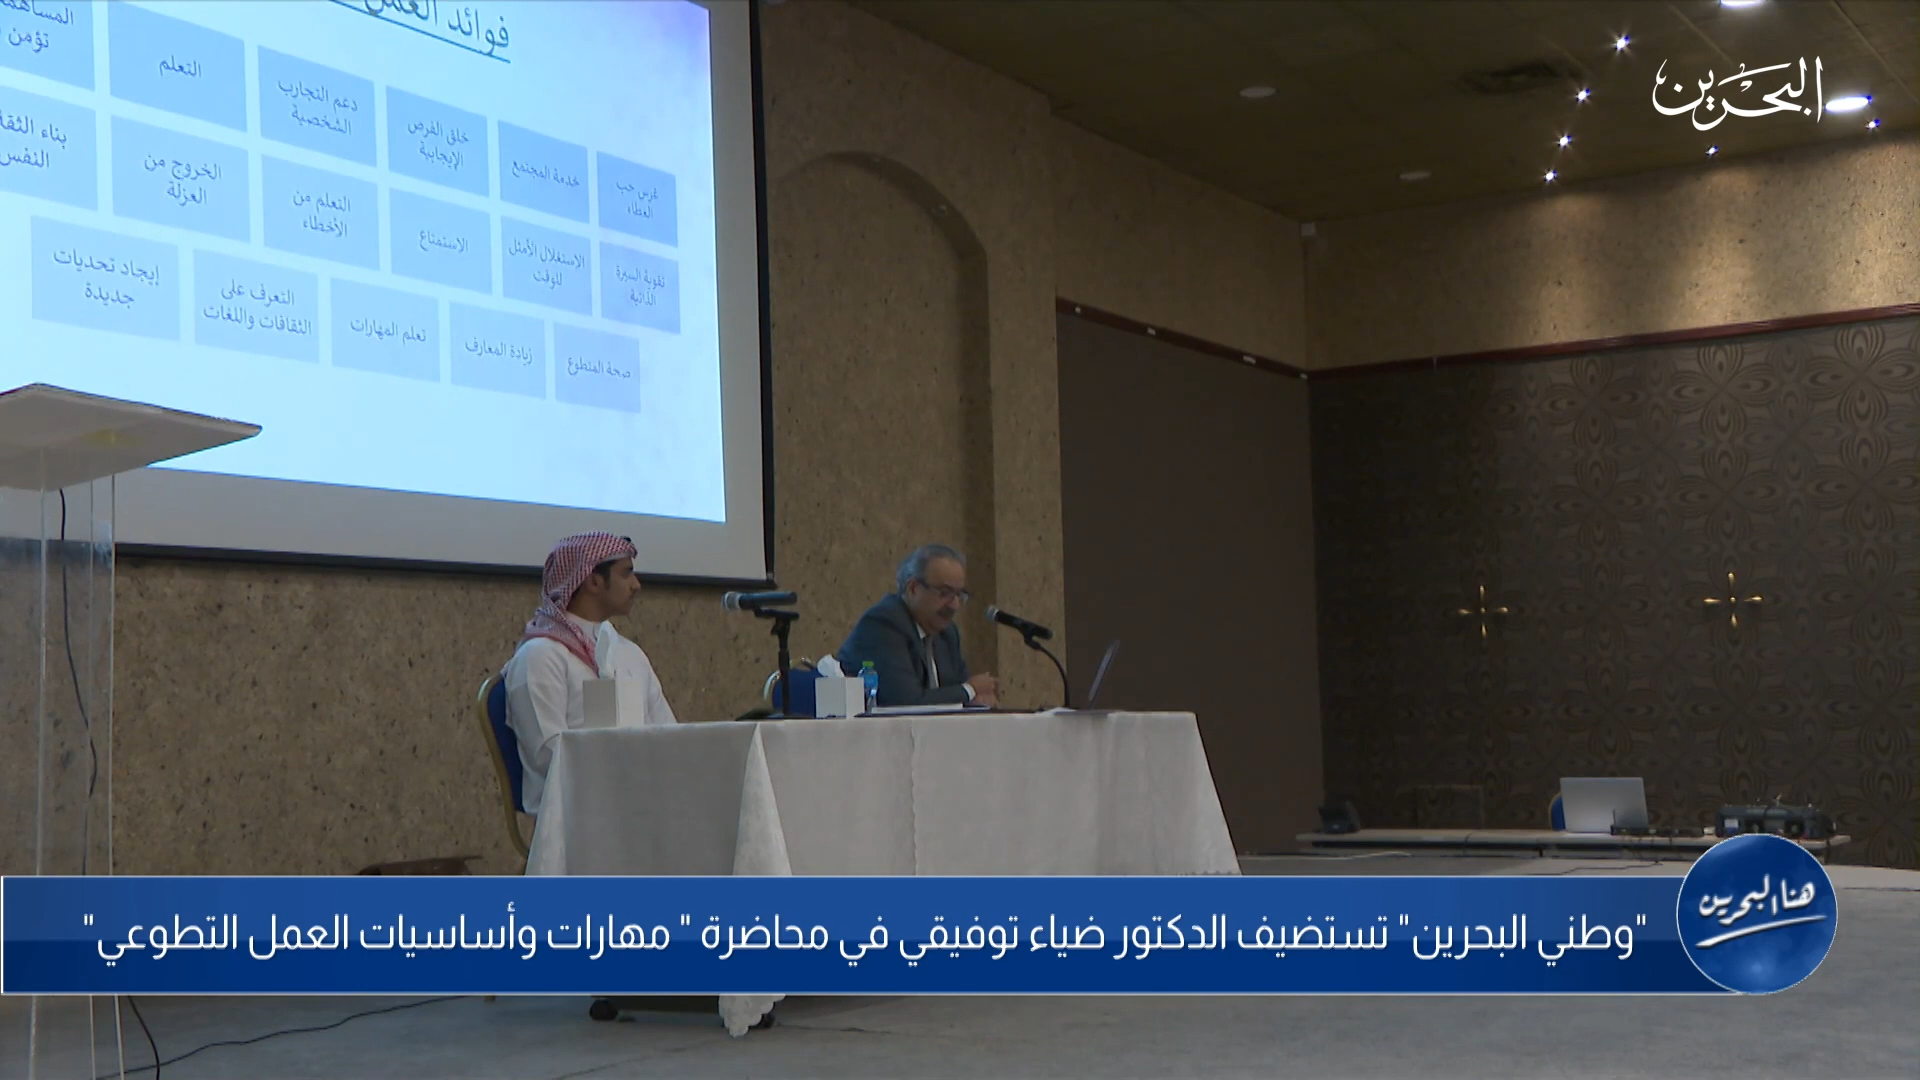 البحرين
فوائد العمل
المساهمة
تؤمن
التعلم
دعم التجارب
الشخصية
خلق الفرص
الإيجابية
خدمة المجتمع
غرس حب
العطاء
بناء الثقة
النفس
الخروج من
العزلة
التعلم من
الأخطاء
الاستمتاع
الاستغلال الأمثل
للوقت
تقوية السيرة
الذاتية
إيجاد تحديات
جديدة
التعرف على
الثقافات واللغات
تعلم المهارات
زيادة المعارف
صحة المتطوع
هنا البحرين
"وطني البحرين" تستضيف الدكتور ضياء توفيقي في محاضرة " مهارات وأساسيات العمل التطوعي"